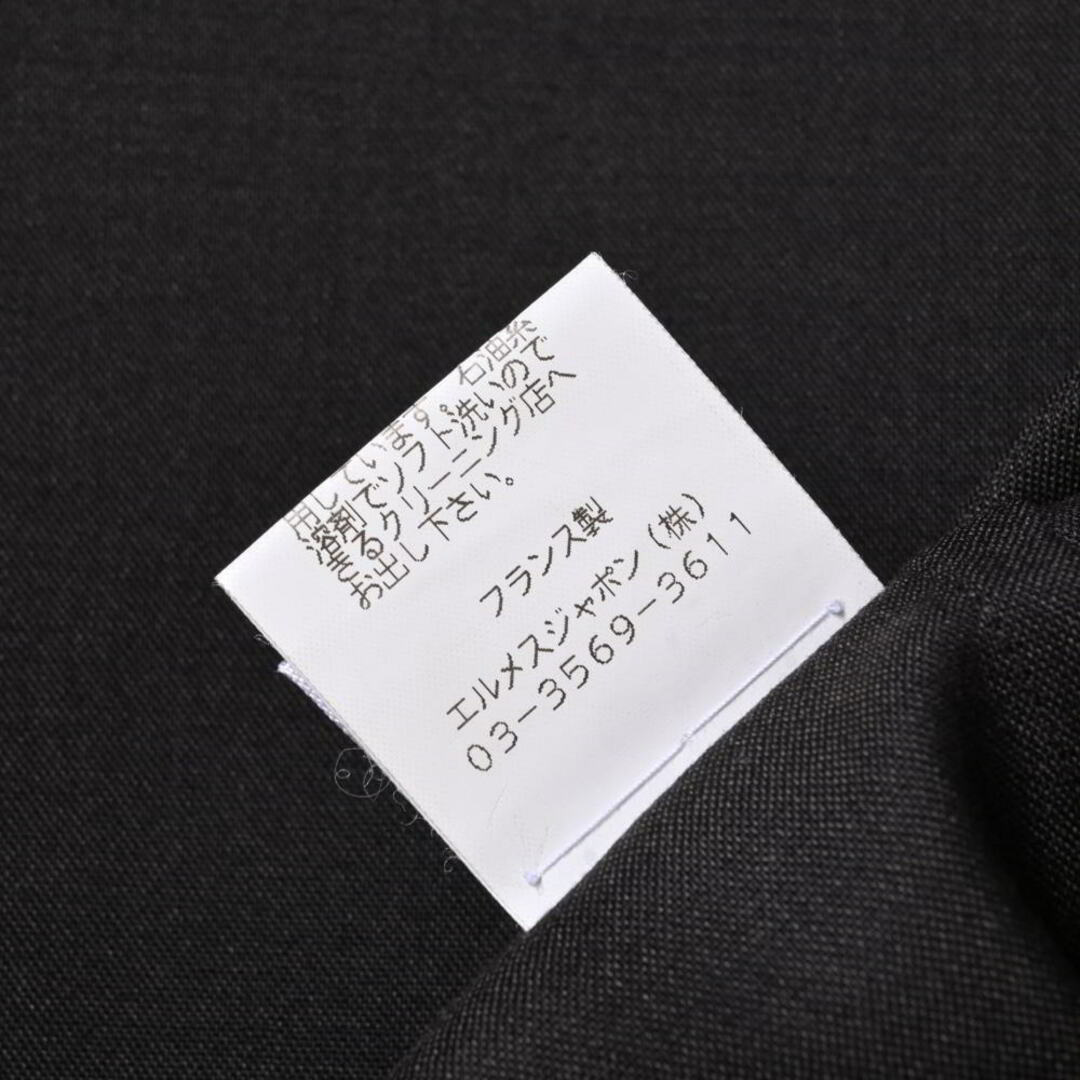 用しています。石油系
溶剤でソフト洗いので
きるクリーニング店へ
お出し下さい。
フランス製
エルメスジャポン(株)
03-3569-3611